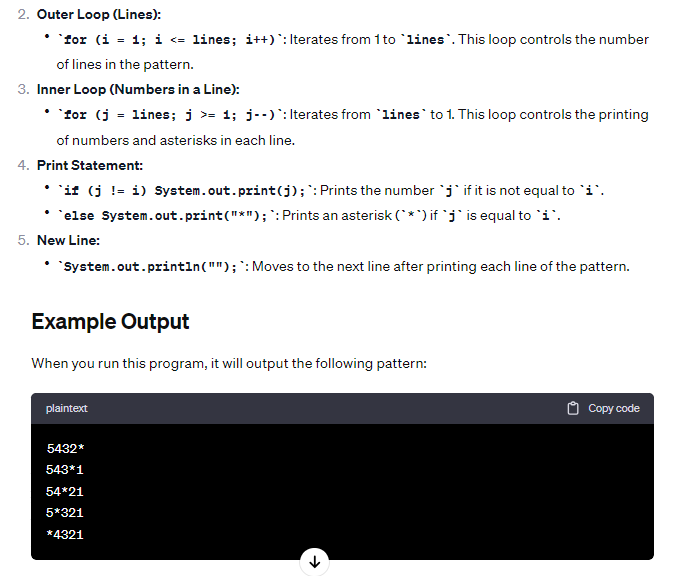 2. Outer Loop (Lines):
• `for (i = 1; i <= lines; i++)`: Iterates from 1 to `lines`. This loop controls the number
of lines in the pattern.
3. Inner Loop (Numbers in a Line):
• `for (j = lines; j >= 1; j--)`: Iterates from `lines` to 1. This loop controls the printing
of numbers and asterisks in each line.
4. Print Statement:
• `if (j != i) System.out.print(j);`: Prints the number `j` if it is not equal to `i`.
• `else System.out.print("*");`: Prints an asterisk (`*`) if `j` is equal to `i`.
5. New Line:
• `System.out.println("");`: Moves to the next line after printing each line of the pattern.
Example Output
When you run this program, it will output the following pattern:
plaintext Copy code
5432*
543*1
54*21
5*321
*4321